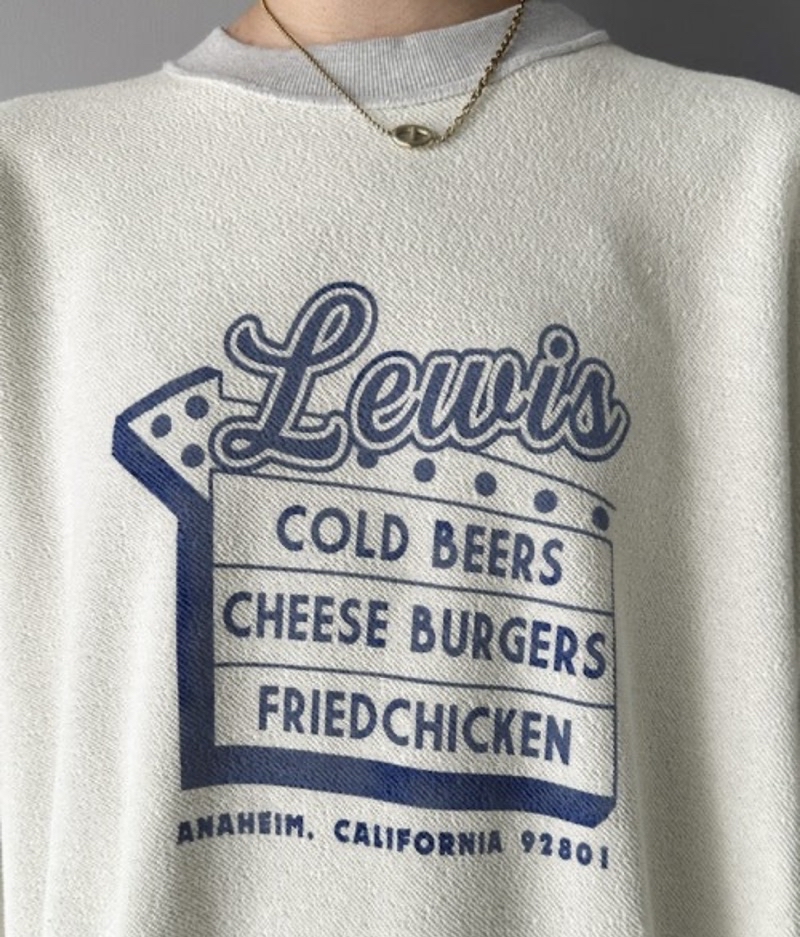 Lewis
COLD BEERS
CHEESE BURGERS
FRIEDCHICKEN
ANAHEIM. CALIFORNIA 92801